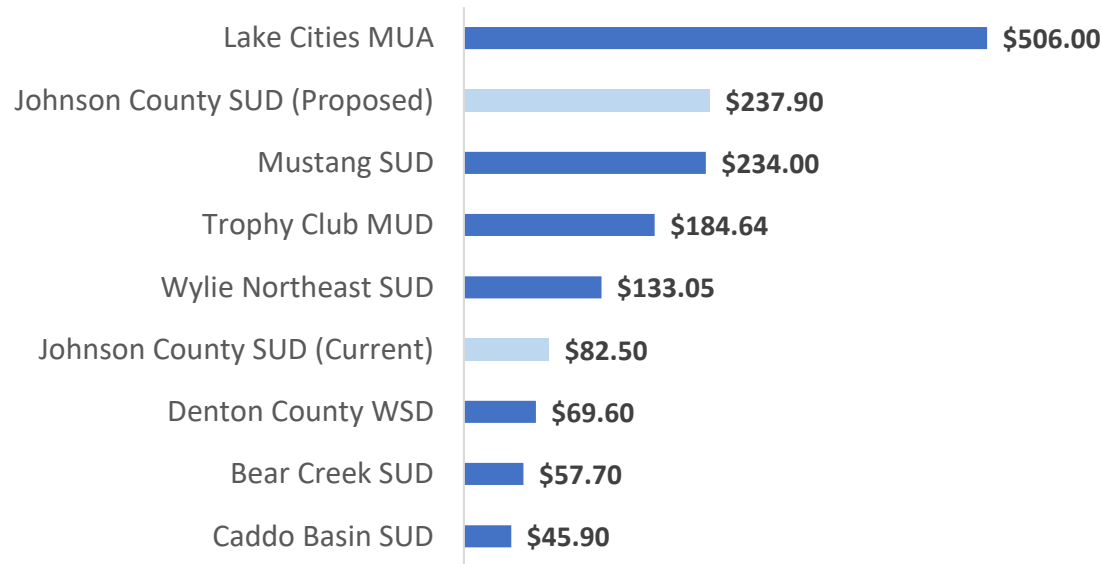 Lake Cities MUA $506.00
Johnson County SUD (Proposed) $237.90
Mustang SUD $234.00
Trophy Club MUD $184.64
Wylie Northeast SUD $133.05
Johnson County SUD (Current) $82.50
Denton County WSD $69.60
Bear Creek SUD $57.70
Caddo Basin SUD $45.90